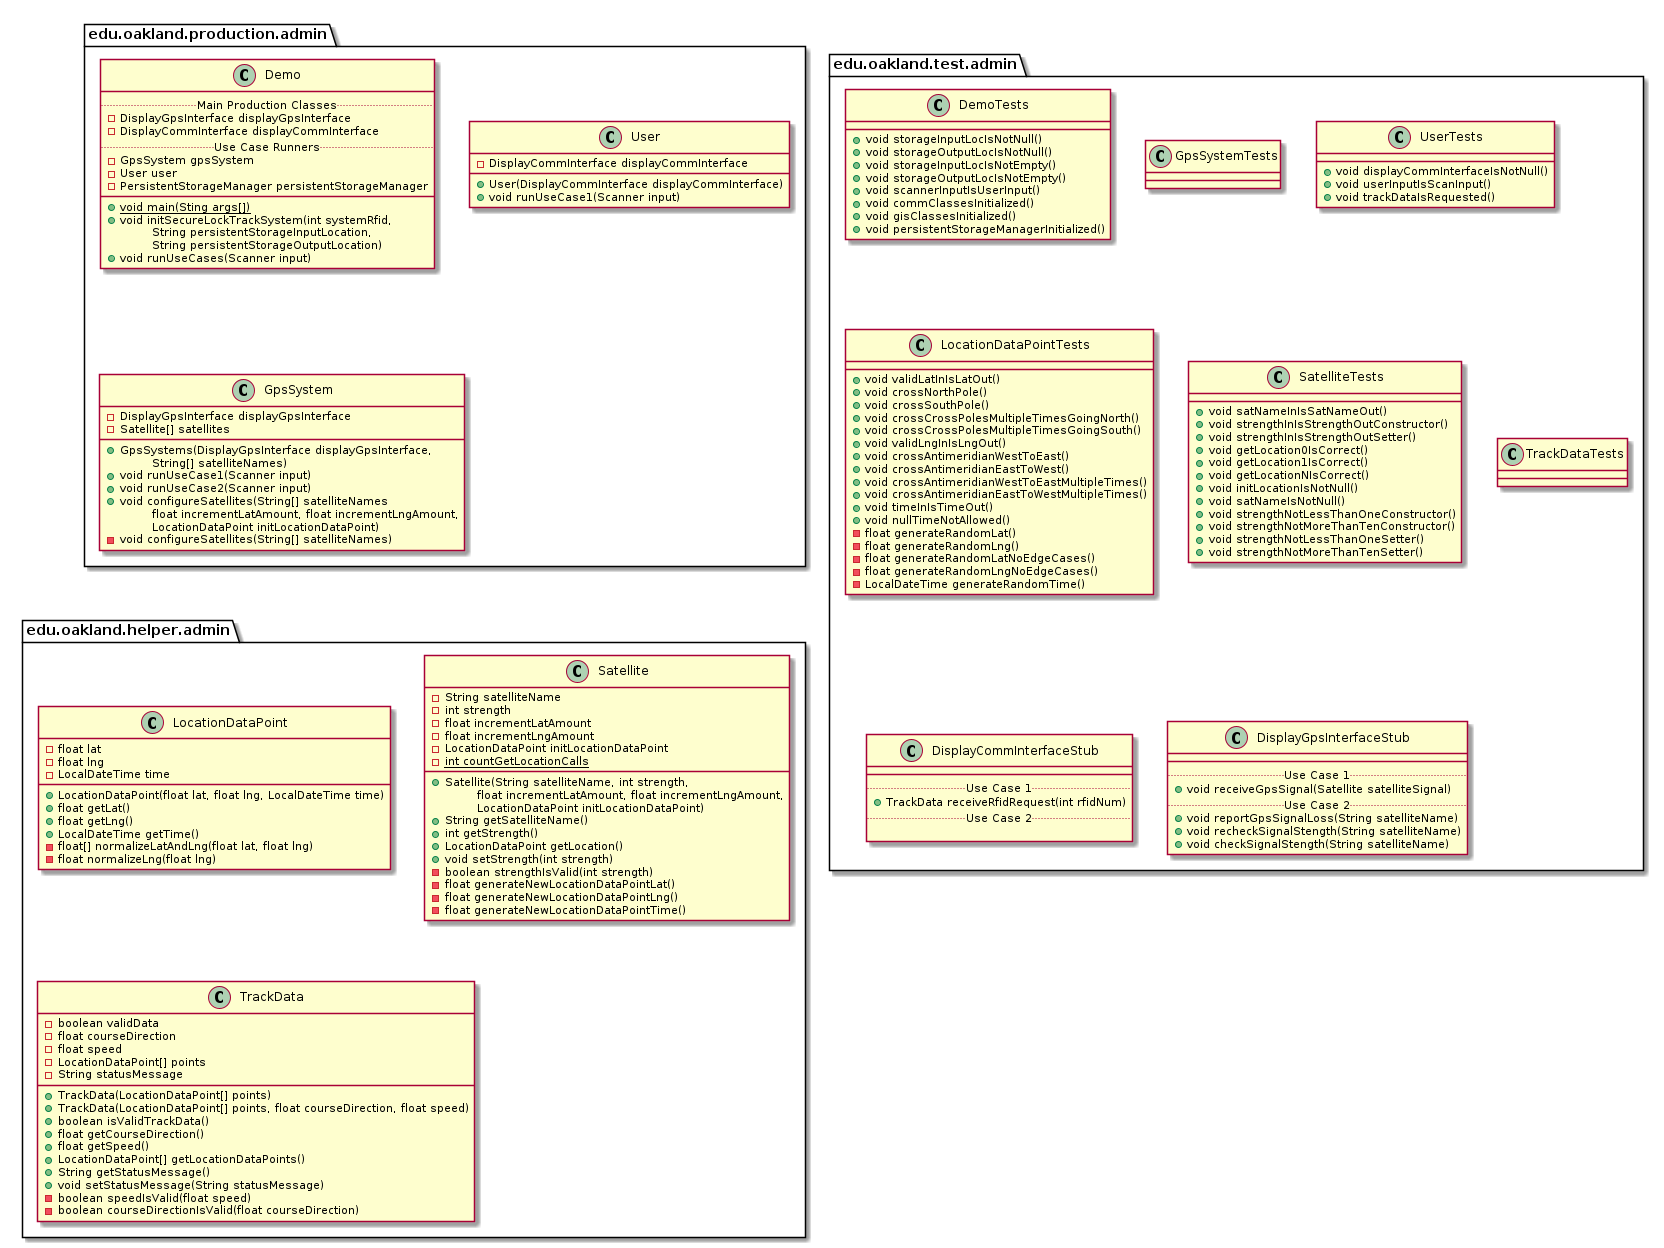 edu.oakland.production.admin
C Demo
Main Production Classes
DisplayGpsInterface displayGpsInterface
DisplayCommInterface displayCommInterface
Use Case Runners
GpsSystem gpsSystem
User user
PersistentStorageManager persistentStorageManager
void main(Sting args[])
void initSecureLockTrackSystem(int systemRfid,
String persistentStorageInputLocation,
String persistentStorageOutputLocation)
void runUseCases(Scanner input)
C User
DisplayCommInterface displayCommInterface
User(DisplayCommInterface displayCommInterface)
void runUseCase1(Scanner input)
C GpsSystem
DisplayGpsInterface displayGpsInterface
Satellite[] satellites
GpsSystems(DisplayGpsInterface displayGpsInterface,
String[] satelliteNames)
void runUseCase1(Scanner input)
void runUseCase2(Scanner input)
void configureSatellites(String[] satelliteNames
float incrementLatAmount, float incrementLngAmount,
LocationDataPoint initLocationDataPoint)
void configureSatellites(String[] satelliteNames)
edu.oakland.test.admin
C DemoTests
void storageInputLocIsNotNull()
void storageOutputLocIsNotNull()
void storageInputLocIsNotEmpty()
void storageOutputLocIsNotEmpty()
void scannerInputIsUserInput()
void commClassesInitialized()
void gisClassesInitialized()
void persistentStorageManagerInitialized()
C GpsSystemTests
C UserTests
void displayCommInterfaceIsNotNull()
void userInputIsScanInput()
void trackDataIsRequested()
C LocationDataPointTests
void validLatInIsLatOut()
void crossNorthPole()
void crossSouthPole()
void crossCrossPolesMultipleTimesGoingNorth()
void crossCrossPolesMultipleTimesGoingSouth()
void validLngInIsLngOut()
void crossAntimeridianWestToEast()
void crossAntimeridianEastToWest()
void crossAntimeridianWestToEastMultipleTimes()
void crossAntimeridianEastToWestMultipleTimes()
void timeInIsTimeOut()
void nullTimeNotAllowed()
float generateRandomLat()
float generateRandomLng()
float generateRandomLatNoEdgeCases()
float generateRandomLngNoEdgeCases()
LocalDateTime generateRandomTime()
C SatelliteTests
void satNameInIsSatNameOut()
void strengthInIsStrengthOutConstructor()
void strengthInIsStrengthOutSetter()
void getLocation0IsCorrect()
void getLocation1IsCorrect()
void getLocationNIsCorrect()
void initLocationIsNotNull()
void satNameIsNotNull()
void strengthNotLessThanOneConstructor()
void strengthNotMoreThanTenConstructor()
void strengthNotLessThanOneSetter()
void strengthNotMoreThanTenSetter()
C TrackDataTests
C DisplayCommInterfaceStub
Use Case 1
TrackData receiveRfidRequest(int rfidNum)
Use Case 2
C DisplayGpsInterfaceStub
Use Case 1
void receiveGpsSignal(Satellite satelliteSignal)
Use Case 2
void reportGpsSignalLoss(String satelliteName)
void recheckSignalStength(String satelliteName)
void checkSignalStength(String satelliteName)
edu.oakland.helper.admin
C LocationDataPoint
float lat
float lng
LocalDateTime time
LocationDataPoint(float lat, float lng, LocalDateTime time)
float getLat()
float getLng()
LocalDateTime getTime()
float[] normalizeLatAndLng(float lat, float lng)
float normalizeLng(float lng)
C Satellite
String satelliteName
int strength
float incrementLatAmount
float incrementLngAmount
LocationDataPoint initLocationDataPoint
int countGetLocationCalls
Satellite(String satelliteName, int strength,
float incrementLatAmount, float incrementLngAmount,
LocationDataPoint initLocationDataPoint)
String getSatelliteName()
int getStrength()
LocationDataPoint getLocation()
void setStrength(int strength)
boolean strengthIsValid(int strength)
float generateNewLocationDataPointLat()
float generateNewLocationDataPointLng()
float generateNewLocationDataPointTime()
C TrackData
boolean validData
float courseDirection
float speed
LocationDataPoint[] points
String statusMessage
TrackData(LocationDataPoint[] points)
TrackData(LocationDataPoint[] points, float courseDirection, float speed)
boolean isValidTrackData()
float getCourseDirection()
float getSpeed()
LocationDataPoint[] getLocationDataPoints()
String getStatusMessage()
void setStatusMessage(String statusMessage)
boolean speedIsValid(float speed)
boolean courseDirectionIsValid(float courseDirection)